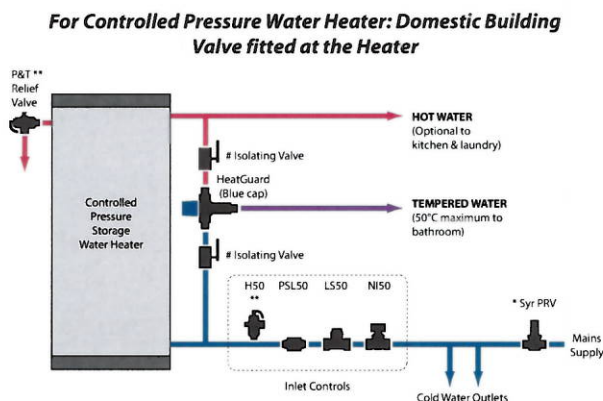 For Controlled Pressure Water Heater: Domestic Building
Valve fitted at the Heater
P&T **
Relief
Valve
HOT WATER
(Optional to
kitchen & laundry)
# Isolating Valve
HeatGuard
(Blue cap)
Controlled
Pressure
Storage
Water Heater
TEMPERED WATER
(50°C maximum to
bathroom)
# Isolating Valve
H50 PSL50 LS50 NI50
**
* Syr PRV
Mains
Supply
Inlet Controls
Cold Water Outlets